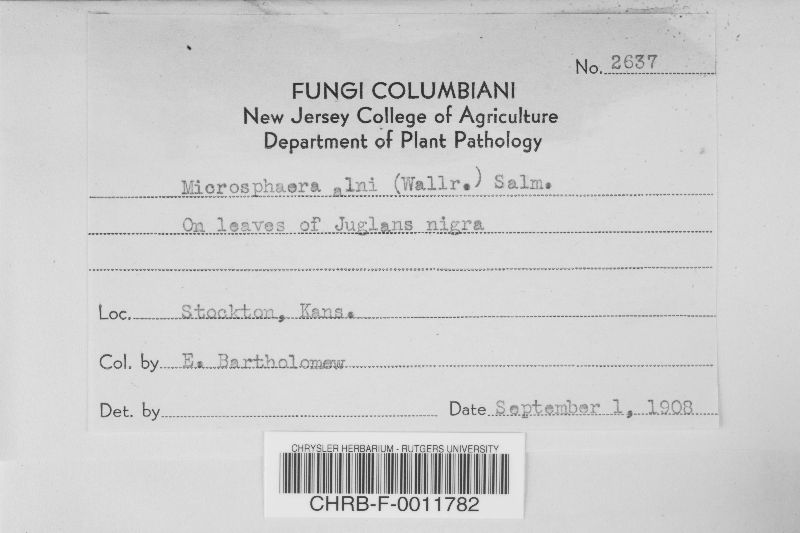 No. 2637
FUNGI COLUMBIANI
New Jersey College of Agriculture
Department of Plant Pathology
Microsphaera alni (Wallr.) Salm.
On leaves of Juglans nigra
Loc. Stockton, Kans.
Col. by E. Bartholomew
Det. by
Date September 1, 1908
CHRYSLER HERBARIUM - RUTGERS UNIVERSITY
CHRB-F-0011782